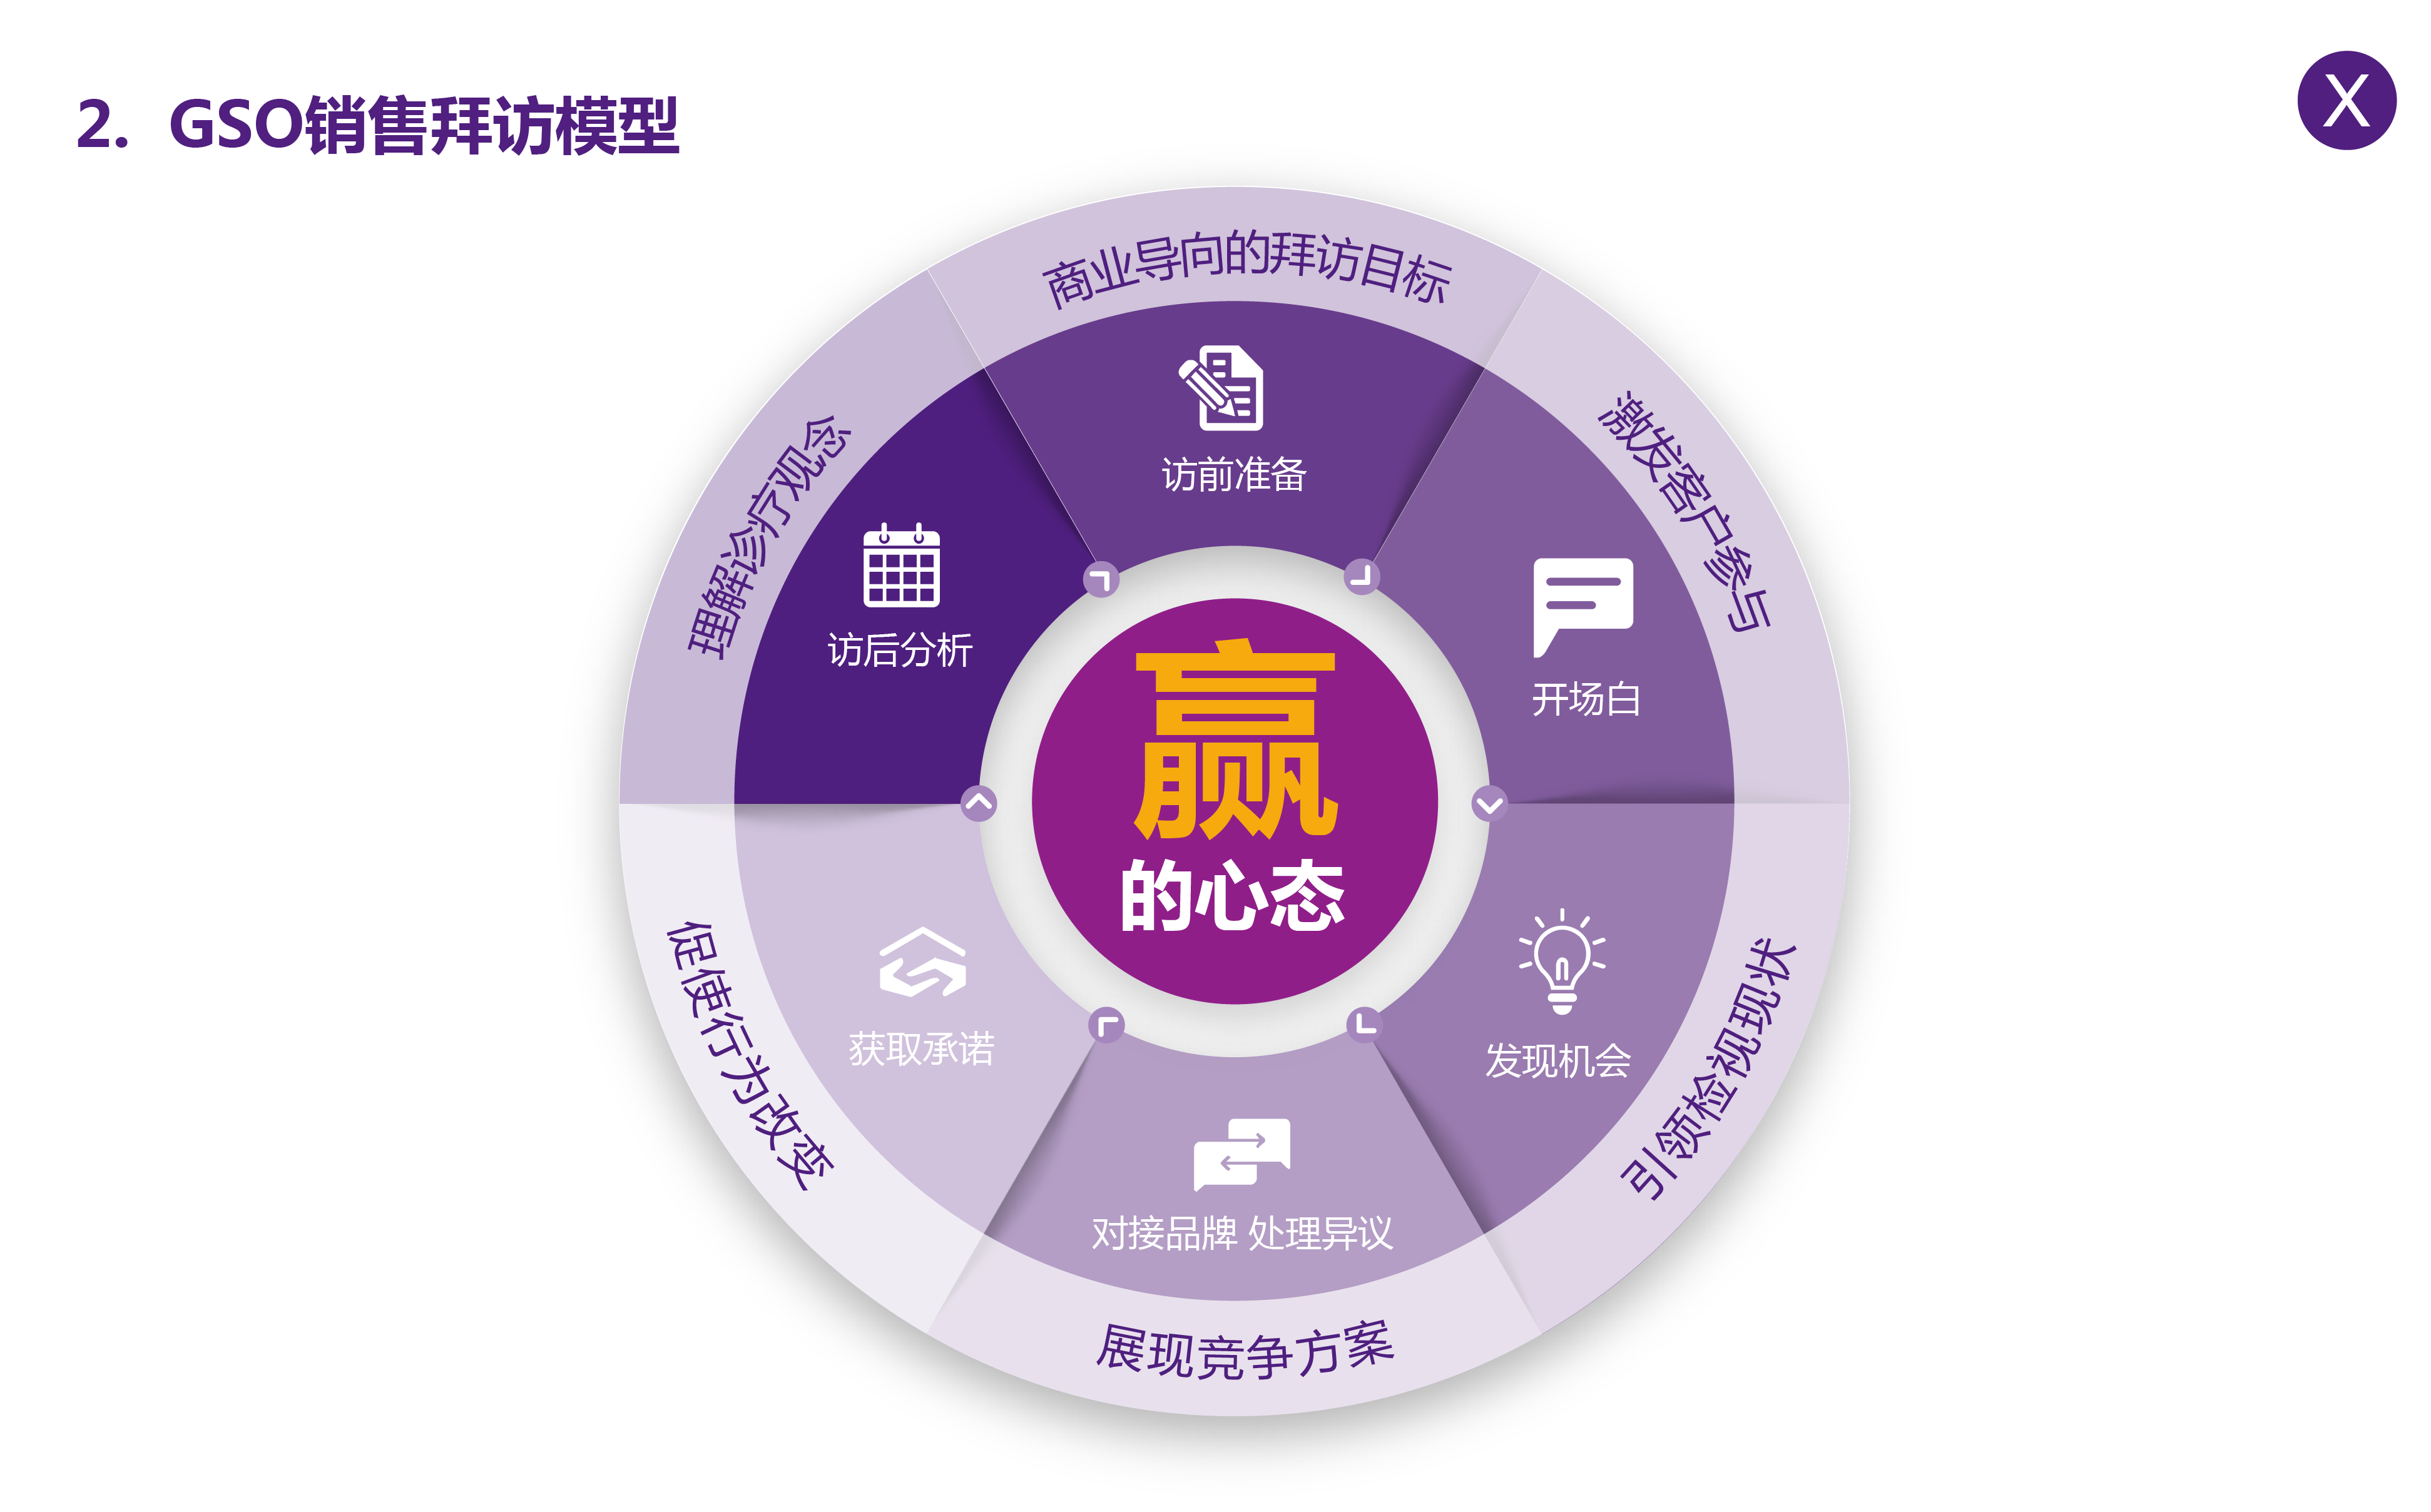 2. GSO销售拜访模型
X
商业导向的拜访目标
访前准备
激发客户参与
开场白
引领检视现状
发现机会
展现竞争方案
对接品牌 处理异议
促使行为改变
获取承诺
理解诊疗观念
访后分析
赢
的心态